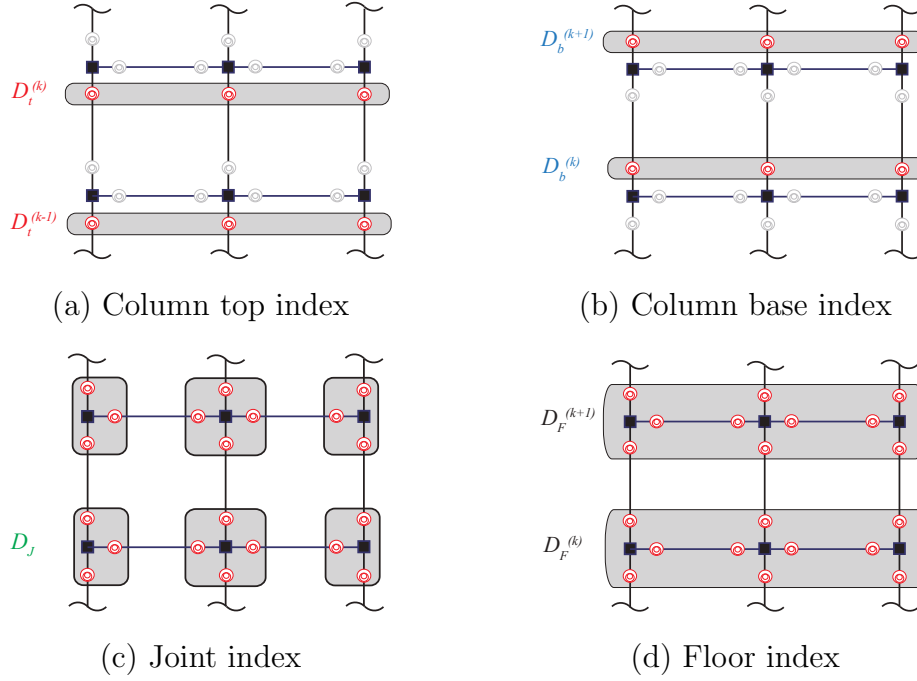 D_t^(k)
D_t^(k-1)
(a) Column top index
D_b^(k+1)
D_b^(k)
(b) Column base index
D_J
(c) Joint index
D_F^(k+1)
D_F^(k)
(d) Floor index